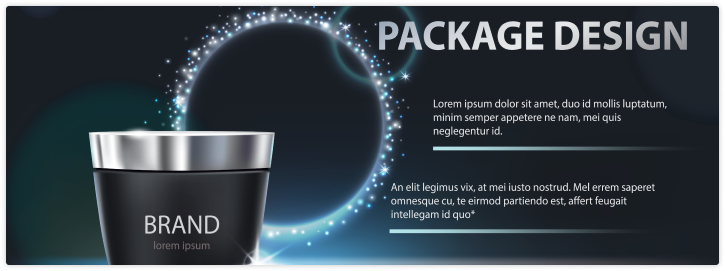 PACKAGE DESIGN
Lorem ipsum dolor sit amet, duo id mollis luptatum,
minim semper appetere ne nam, mei quis
neglegentur id.
An elit legimus vix, at mei iusto nostrud. Mel errem saperet
omnesque cu, te eirmod partiendo est, affert feugait
intellegam id quo*
BRAND
lorem ipsum